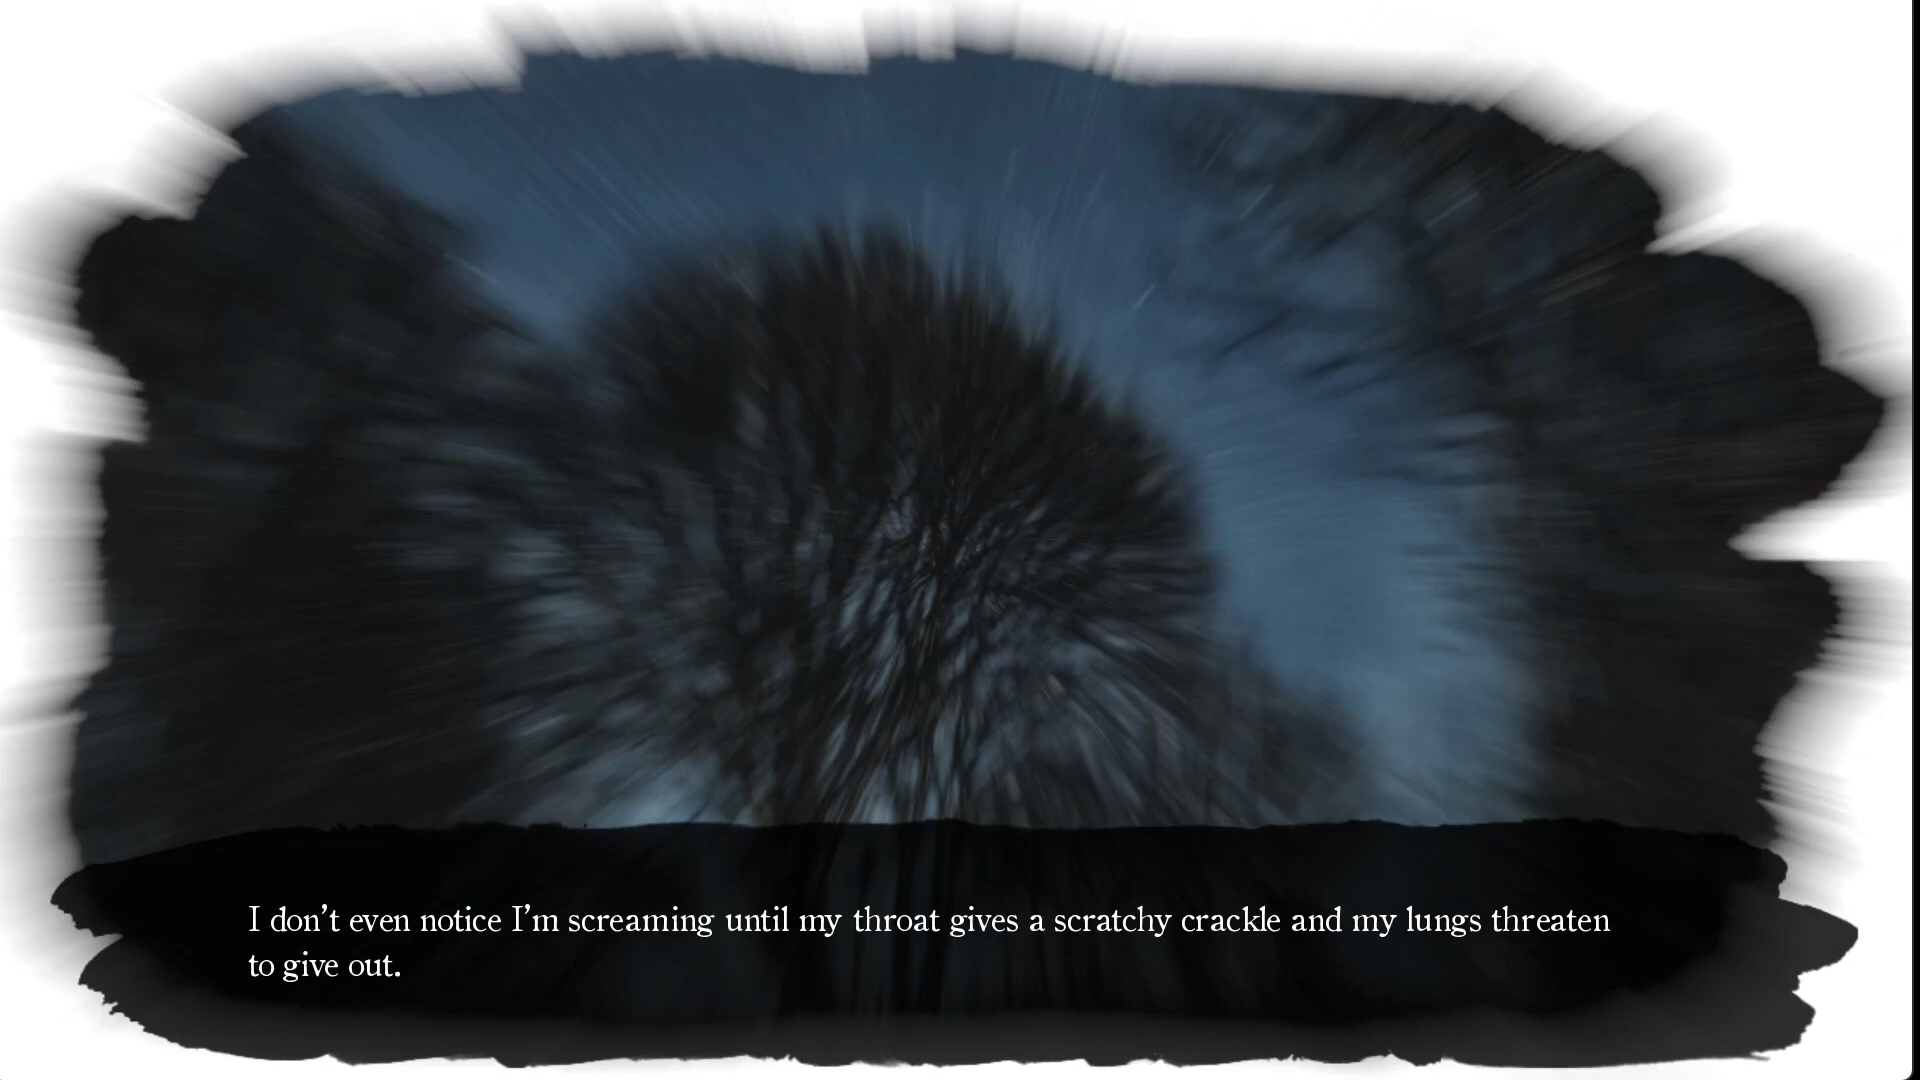 I don’t even notice I’m screaming until my throat gives a scratchy crackle and my lungs threaten
to give out.